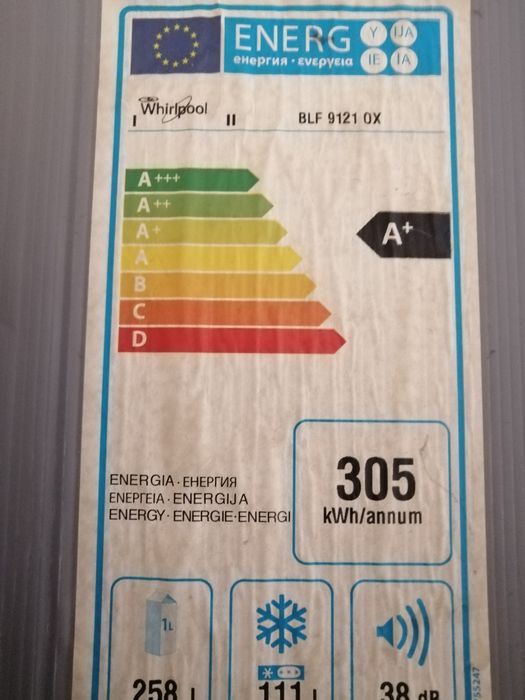 ENERG Y IJA
енергия · ενεργεια IE IA
Whirlpool
I II BLF 9121 OX
A+++
A++
A+
A+
A
B
C
D
ENERGIA · ЕНЕРГИЯ
ΕΝΕΡΓΕΙΑ · ENERGIJA
ENERGY · ENERGIE · ENERGI
305
kWh/annum
1L
258 L
111 L
38 dB
55247